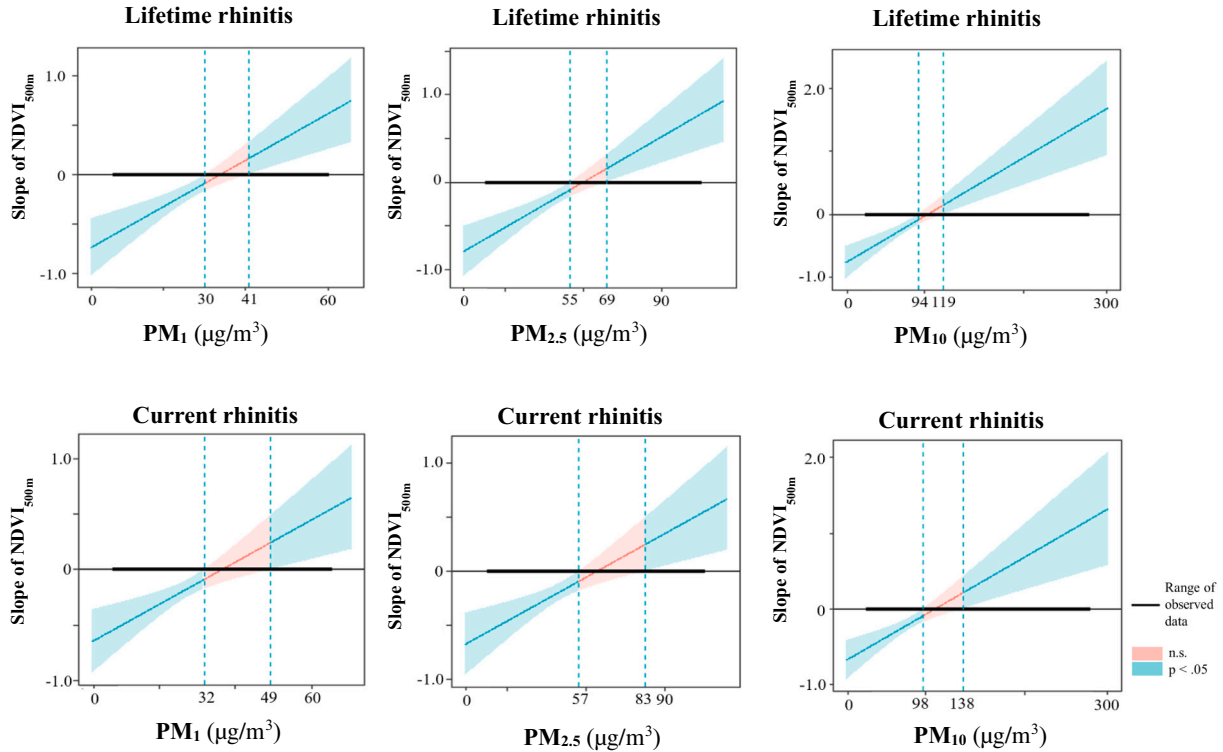 Lifetime rhinitis
Slope of NDVI500m
1.0
0
-1.0
0 30 41 60
PM1 (µg/m³)
Lifetime rhinitis
Slope of NDVI500m
1.0
0
-1.0
0 55 69 90
PM2.5 (µg/m³)
Lifetime rhinitis
Slope of NDVI500m
2.0
1.0
0
-1.0
0 94 119 300
PM10 (µg/m³)
Current rhinitis
Slope of NDVI500m
1.0
0
-1.0
0 32 49 60
PM1 (µg/m³)
Current rhinitis
Slope of NDVI500m
1.0
0
-1.0
0 57 83 90
PM2.5 (µg/m³)
Current rhinitis
Slope of NDVI500m
2.0
1.0
0
-1.0
0 98 138 300
PM10 (µg/m³)
Range of
observed
data
n.s.
p < .05